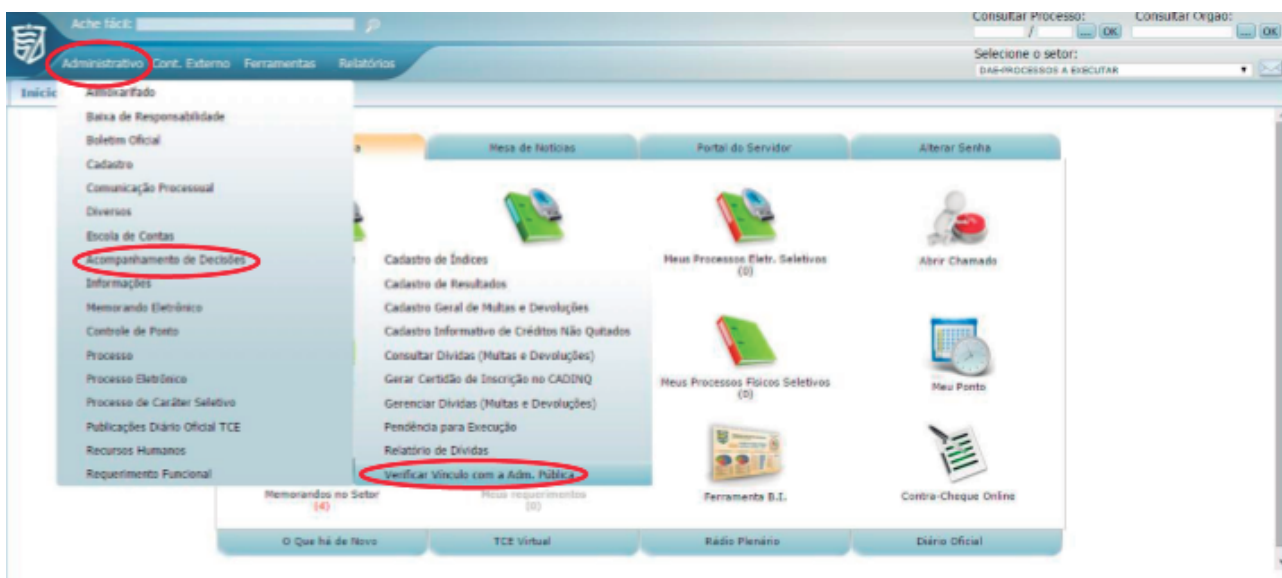 Ache fácil:
Consultar Processo:
Consultar Orgão:
/ ... OK
... OK
Administrativo Cont. Externo Ferramentas Relatórios
Selecione o setor:
DAE-PROCESSOS A EXECUTAR
Início
Almoxarifado
Baixa de Responsabilidade
Boletim Oficial
Cadastro
Comunicação Processual
Diversos
Escola de Contas
Acompanhamento de Decisões
Informações
Memorando Eletrônico
Controle de Ponto
Processo
Processo Eletrônico
Processo de Caráter Seletivo
Publicações Diário Oficial TCE
Recursos Humanos
Requerimento Funcional
a
Mesa de Notícias
Portal do Servidor
Alterar Senha
Cadastro de Índices
Cadastro de Resultados
Cadastro Geral de Multas e Devoluções
Cadastro Informativo de Créditos Não Quitados
Consultar Dívidas (Multas e Devoluções)
Gerar Certidão de Inscrição no CADINQ
Gerenciar Dívidas (Multas e Devoluções)
Pendência para Execução
Relatório de Dívidas
Verificar Vínculo com a Adm. Pública
Meus Processos Eletr. Seletivos
(0)
Abrir Chamado
Meus Processos Físicos Seletivos
(0)
Meu Ponto
Memorandos no Setor
(4)
Meus requerimentos
(0)
Ferramenta B.I.
Contra-Cheque Online
O Que há de Novo
TCE Virtual
Rádio Plenário
Diário Oficial